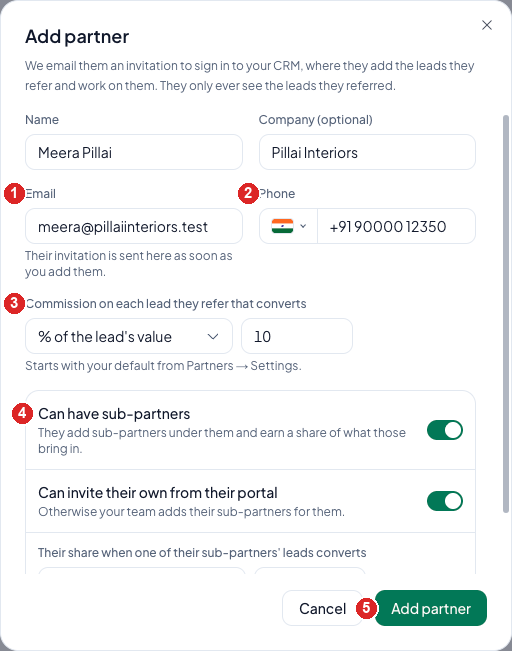 Add partner
We email them an invitation to sign in to your CRM, where they add the leads they
refer and work on them. They only ever see the leads they referred.
Name
Company (optional)
Meera Pillai
Pillai Interiors
1 Email
2 Phone
meera@pillaiinteriors.test
+91 90000 12350
Their invitation is sent here as soon as
you add them.
3 Commission on each lead they refer that converts
% of the lead's value
10
Starts with your default from Partners → Settings.
4 Can have sub-partners
They add sub-partners under them and earn a share of what those
bring in.
Can invite their own from their portal
Otherwise your team adds their sub-partners for them.
Their share when one of their sub-partners' leads converts
Cancel
5 Add partner